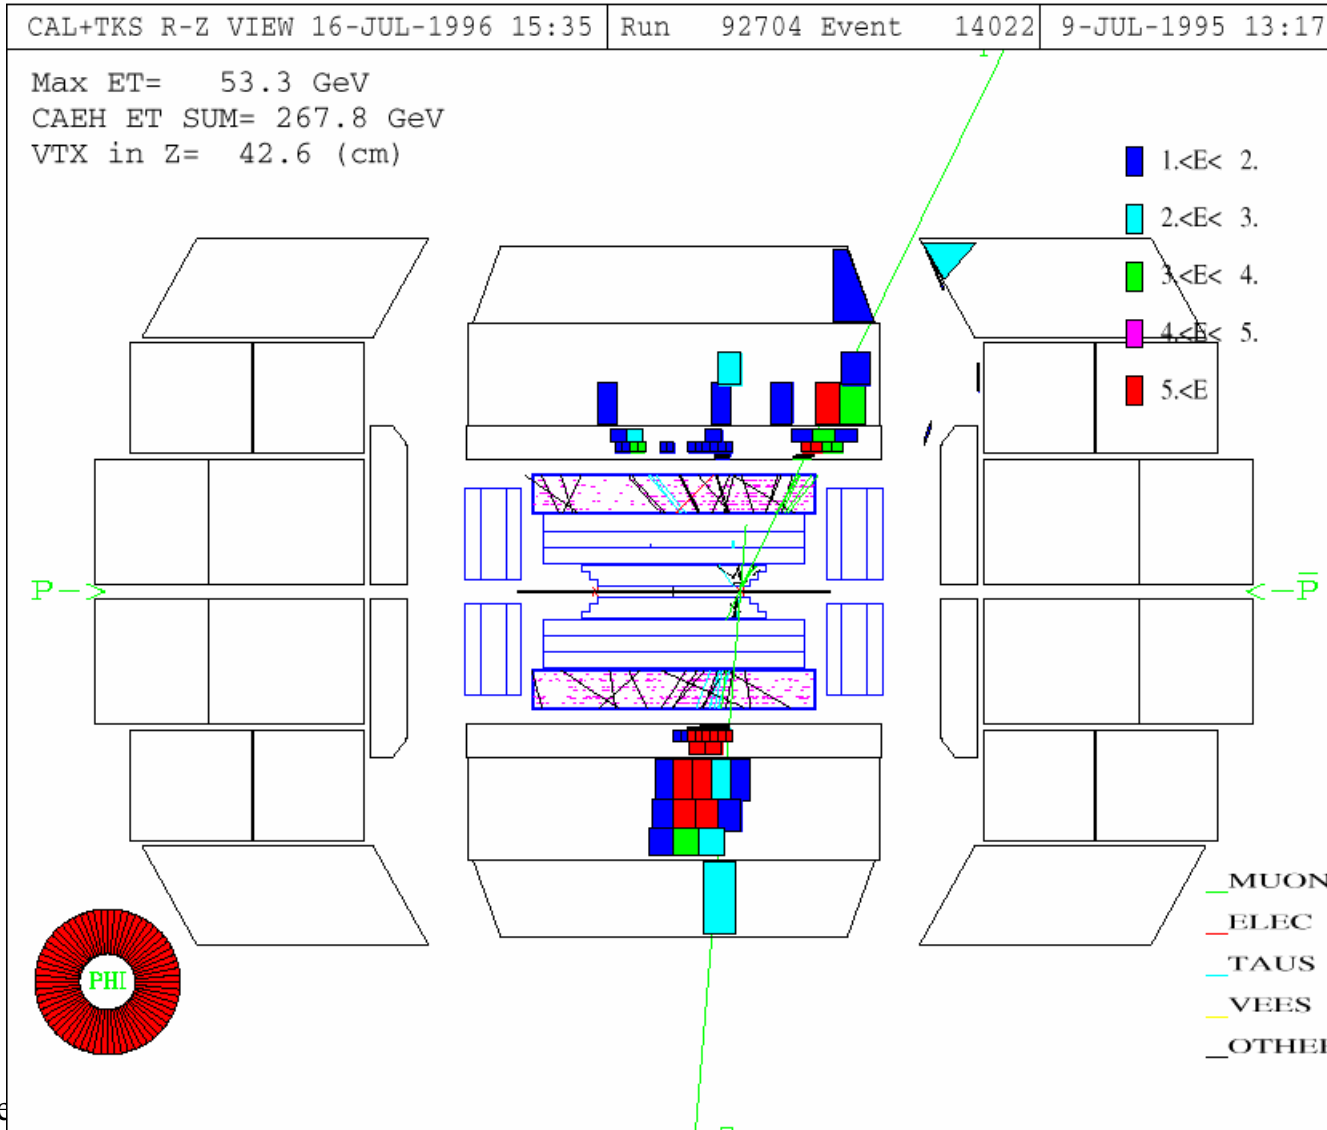 CAL+TKS R-Z VIEW 16-JUL-1996 15:35 Run 92704 Event 14022 9-JUL-1995 13:17
Max ET= 53.3 GeV
CAEH ET SUM= 267.8 GeV
VTX in Z= 42.6 (cm)
1.<E< 2.
2.<E< 3.
3.<E< 4.
4.<E< 5.
5.<E
P
P̅
MUON
ELEC
TAUS
VEES
PHI